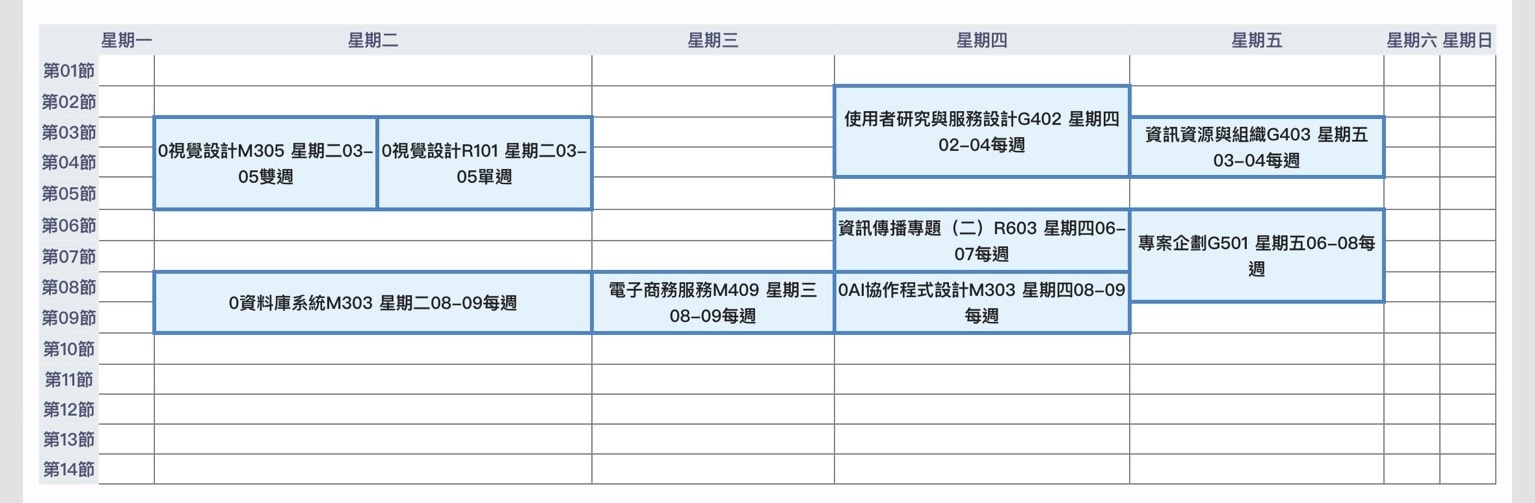 星期一 星期二 星期三 星期四 星期五 星期六 星期日
第01節
第02節
使用者研究與服務設計G402 星期四
02-04每週
第03節
0視覺設計M305 星期二03-
05雙週
0視覺設計R101 星期二03-
05單週
資訊資源與組織G403 星期五
03-04每週
第04節
第05節
第06節
資訊傳播專題（二）R603 星期四06-
07每週
專案企劃G501 星期五06-08每
週
第07節
第08節
0資料庫系統M303 星期二08-09每週
電子商務服務M409 星期三
08-09每週
0AI協作程式設計M303 星期四08-09
每週
第09節
第10節
第11節
第12節
第13節
第14節